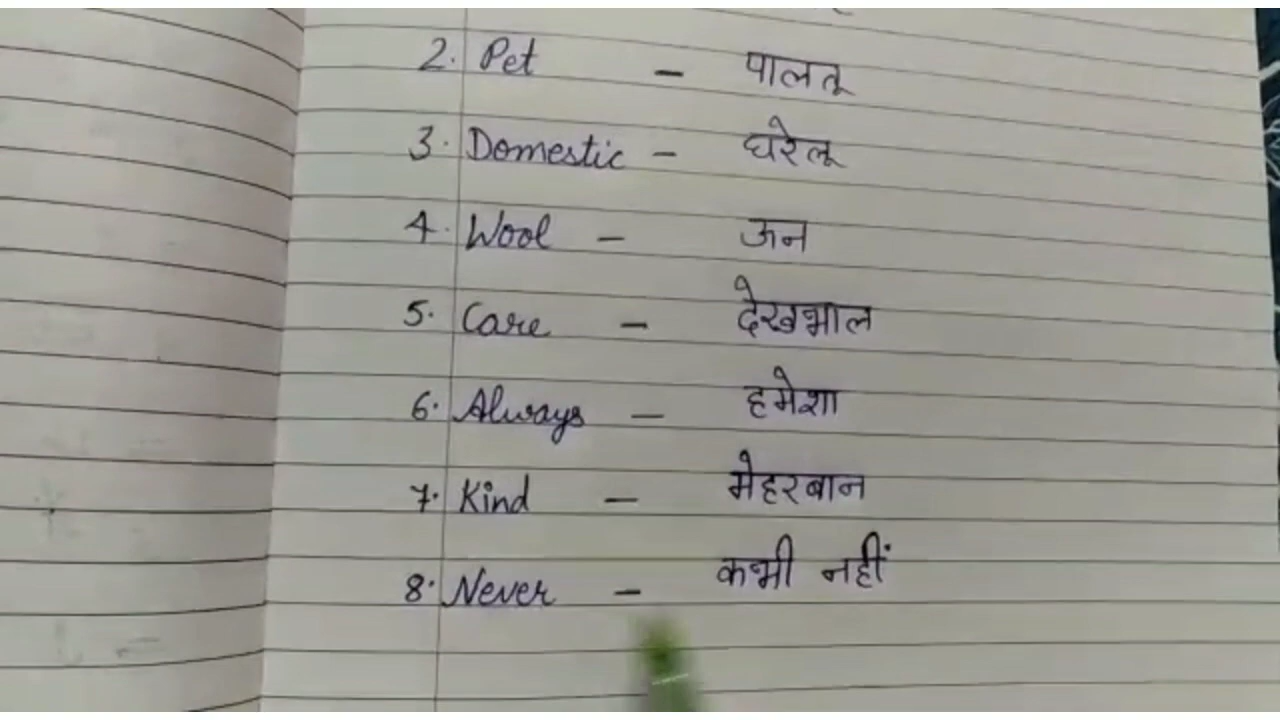 2. Pet - पालतू
3. Domestic - घरेलू
4. Wool - ऊन
5. Care - देखभाल
6. Always - हमेशा
7. Kind - मेहरबान
8. Never - कभी नहीं